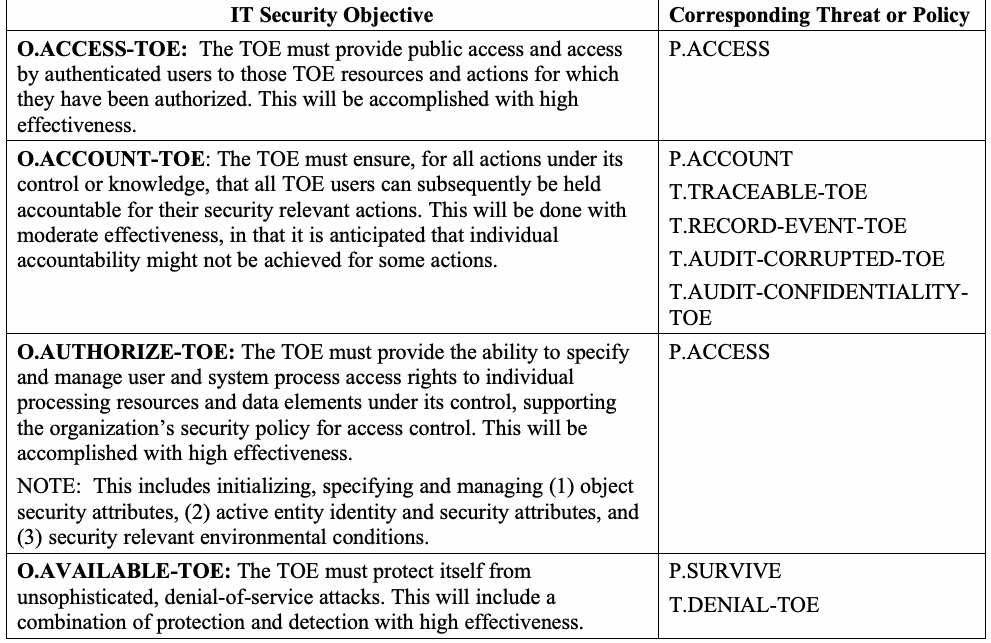 IT Security Objective
Corresponding Threat or Policy
O.ACCESS-TOE:  The TOE must provide public access and access
by authenticated users to those TOE resources and actions for which
they have been authorized. This will be accomplished with high
effectiveness.
P.ACCESS
O.ACCOUNT-TOE: The TOE must ensure, for all actions under its
control or knowledge, that all TOE users can subsequently be held
accountable for their security relevant actions. This will be done with
moderate effectiveness, in that it is anticipated that individual
accountability might not be achieved for some actions.
P.ACCOUNT
T.TRACEABLE-TOE
T.RECORD-EVENT-TOE
T.AUDIT-CORRUPTED-TOE
T.AUDIT-CONFIDENTIALITY-
TOE
O.AUTHORIZE-TOE: The TOE must provide the ability to specify
and manage user and system process access rights to individual
processing resources and data elements under its control, supporting
the organization's security policy for access control. This will be
accomplished with high effectiveness.
NOTE:  This includes initializing, specifying and managing (1) object
security attributes, (2) active entity identity and security attributes, and
(3) security relevant environmental conditions.
P.ACCESS
O.AVAILABLE-TOE: The TOE must protect itself from
unsophisticated, denial-of-service attacks. This will include a
combination of protection and detection with high effectiveness.
P.SURVIVE
T.DENIAL-TOE